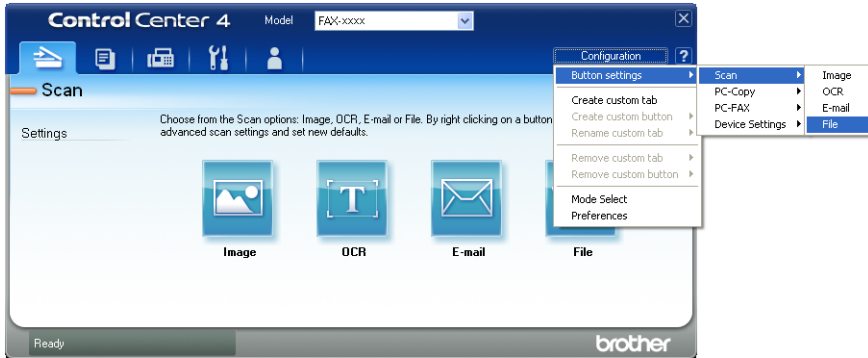 Control Center 4 Model FAX-xxxx
Configuration ?
Scan
Settings
Choose from the Scan options: Image, OCR, E-mail or File. By right clicking on a button
advanced scan settings and set new defaults.
T
Image OCR E-mail File
Button settings
Create custom tab
Create custom button
Rename custom tab
Remove custom tab
Remove custom button
Mode Select
Preferences
Scan
PC-Copy
PC-FAX
Device Settings
Image
OCR
E-mail
File
Ready brother